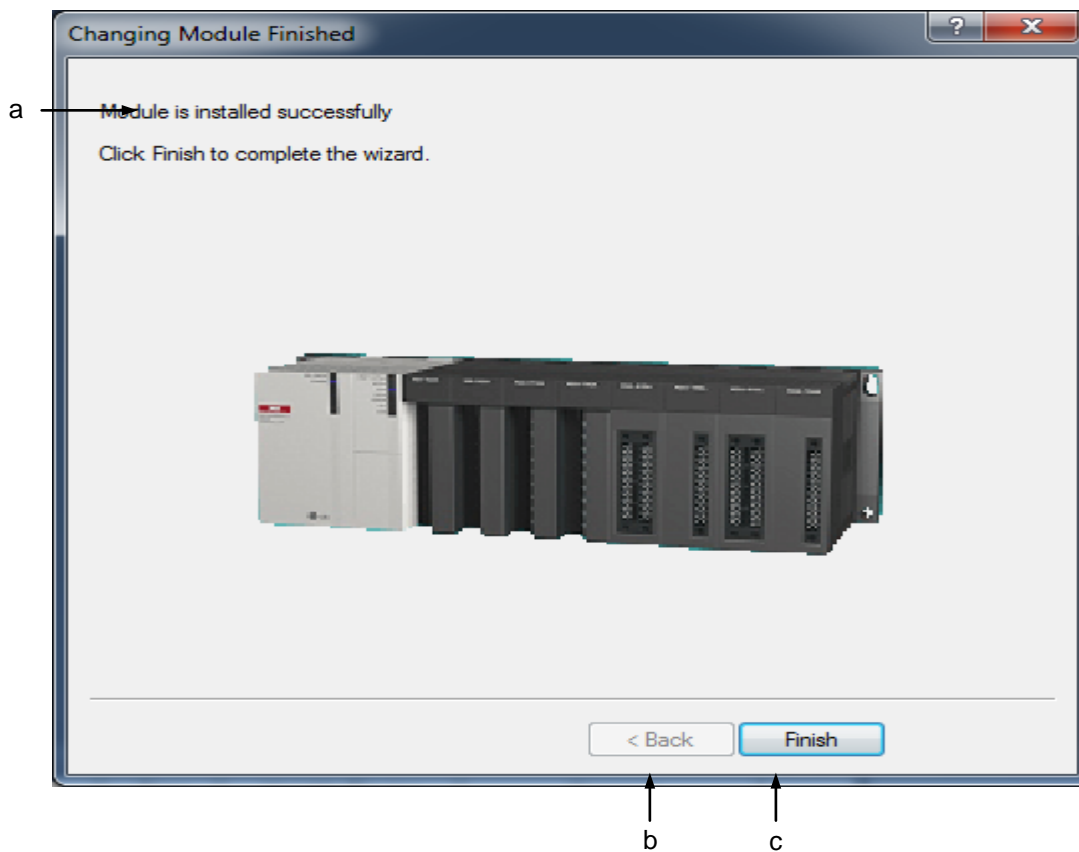 Changing Module Finished
?
a
Module is installed successfully
Click Finish to complete the wizard.
< Back
Finish
b
c